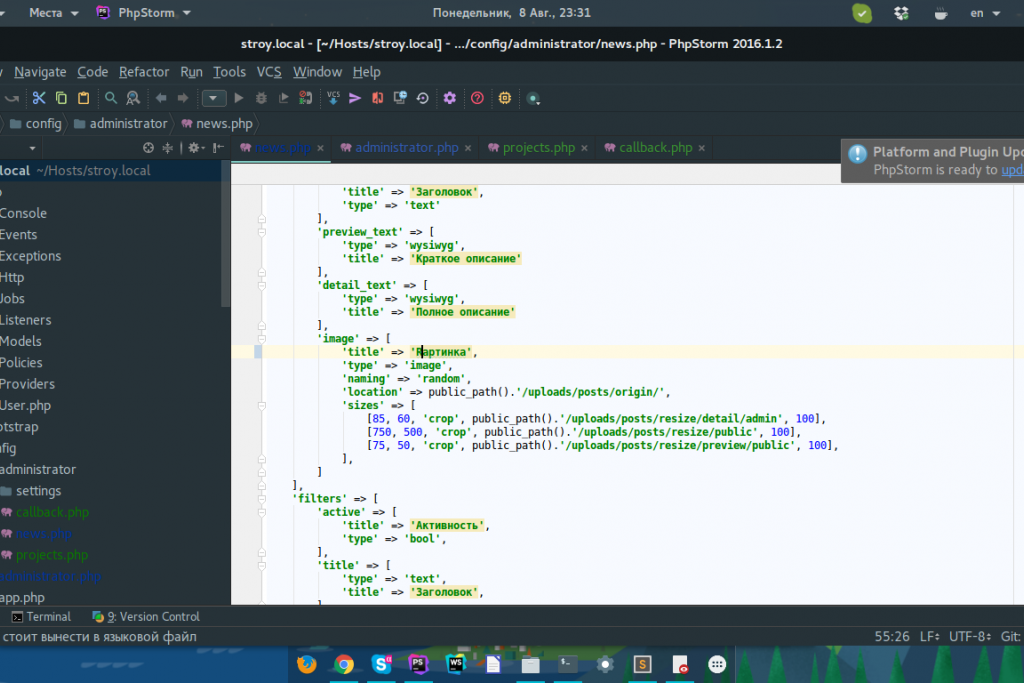 Места
PhpStorm
Понедельник, 8 Авг., 23:31
en
stroy.local - [~/Hosts/stroy.local] - .../config/administrator/news.php - PhpStorm 2016.1.2
Navigate Code Refactor Run Tools VCS Window Help
VCS
config administrator news.php
news.php administrator.php projects.php callback.php
Platform and Plugin Upd
PhpStorm is ready to upd
local ~/Hosts/stroy.local
Console
Events
Exceptions
Http
Jobs
Listeners
Models
Policies
Providers
User.php
otstrap
nfig
administrator
settings
callback.php
news.php
projects.php
administrator.php
app.php
'title' => 'Заголовок',
'type' => 'text'
],
'preview_text' => [
'type' => 'wysiwyg',
'title' => 'Краткое описание'
],
'detail_text' => [
'type' => 'wysiwyg',
'title' => 'Полное описание'
],
'image' => [
'title' => 'Картинка',
'type' => 'image',
'naming' => 'random',
'location' => public_path().'/uploads/posts/origin/',
'sizes' => [
[85, 60, 'crop', public_path().'/uploads/posts/resize/detail/admin', 100],
[750, 500, 'crop', public_path().'/uploads/posts/resize/public', 100],
[75, 50, 'crop', public_path().'/uploads/posts/resize/preview/public', 100],
],
]
],
'filters' => [
'active' => [
'title' => 'Активность',
'type' => 'bool',
],
'title' => [
'type' => 'text',
'title' => 'Заголовок',
Terminal 9: Version Control
стоит вынести в языковой файл
55:26 LF UTF-8 Git:
S PS WS S